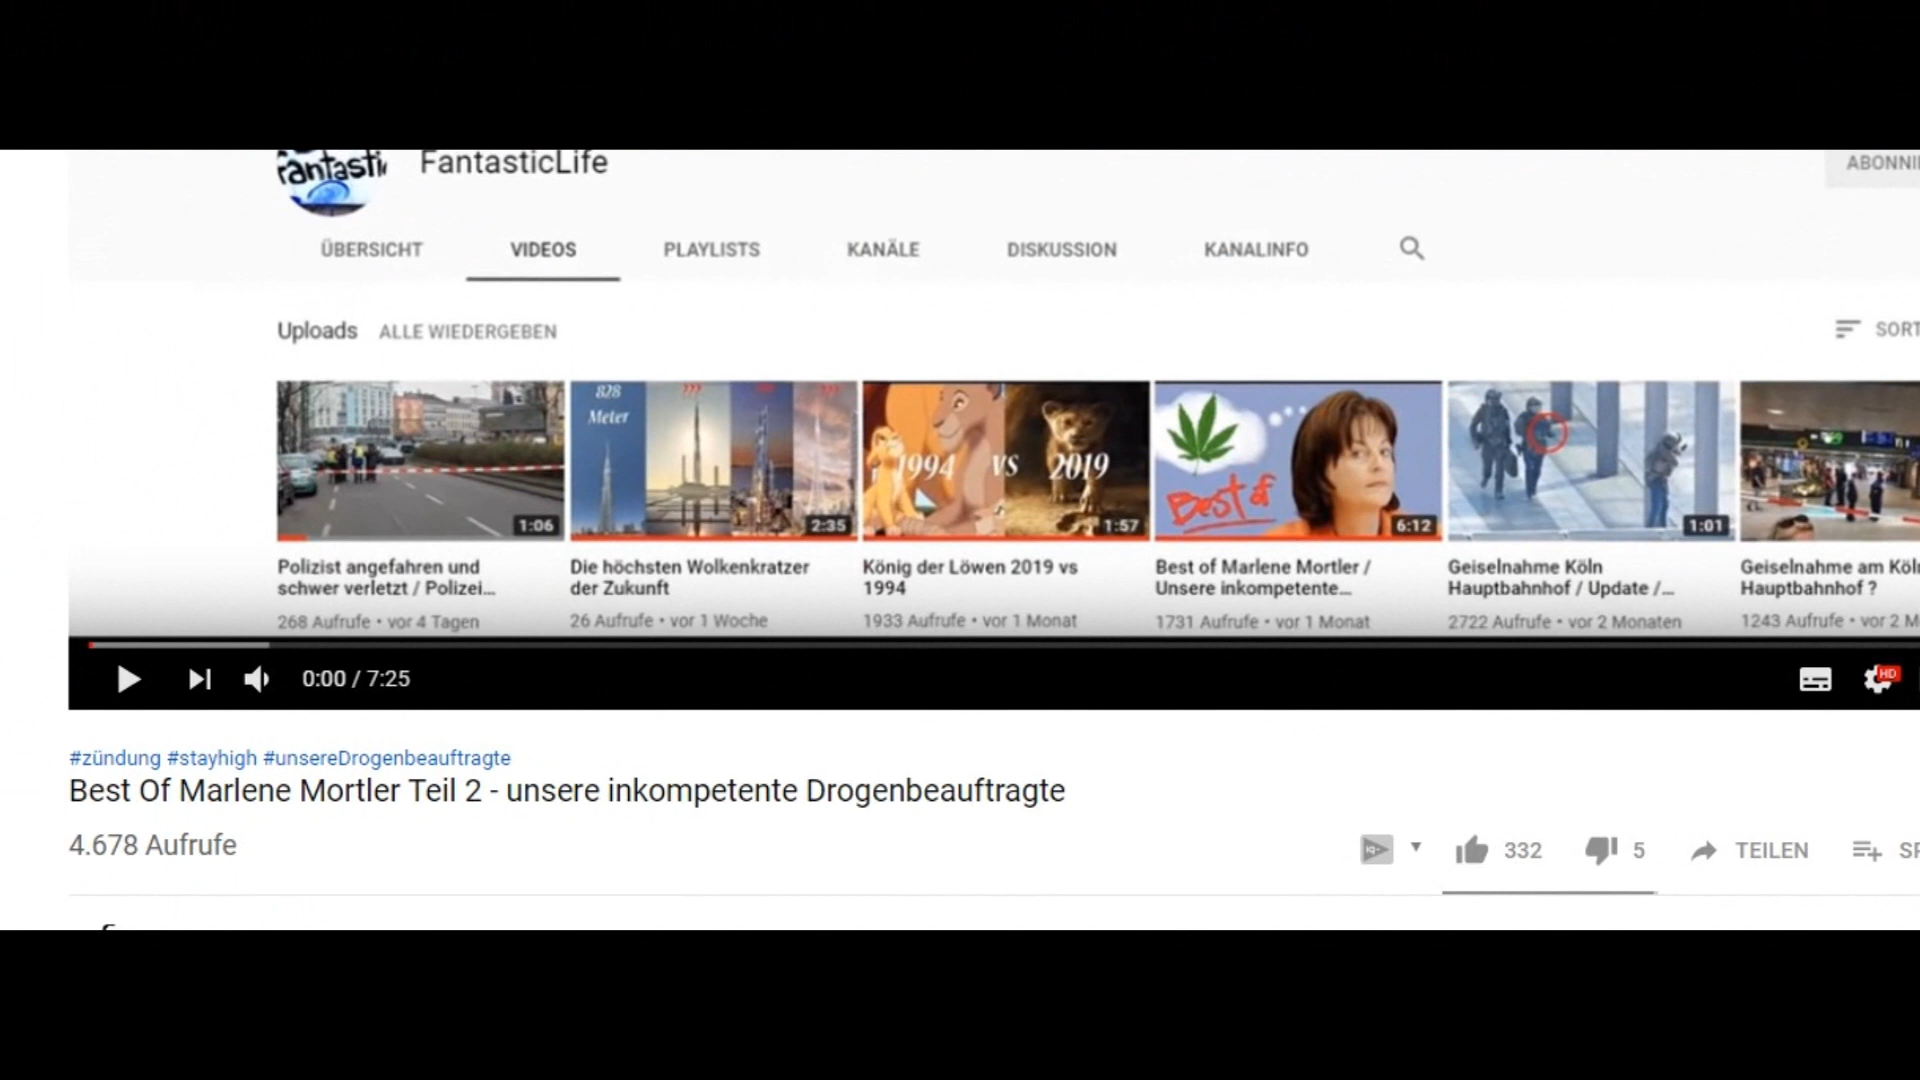 Fantastic
FantasticLife
ABONNI
ÜBERSICHT VIDEOS PLAYLISTS KANÄLE DISKUSSION KANALINFO
Uploads ALLE WIEDERGEBEN SORT
828
Meter
??? ??? ???
1994 VS 2019
Best of
1:06 2:35 1:57 6:12 1:01
Polizist angefahren und
schwer verletzt / Polizei...
268 Aufrufe • vor 4 Tagen
Die höchsten Wolkenkratzer
der Zukunft
26 Aufrufe • vor 1 Woche
König der Löwen 2019 vs
1994
1933 Aufrufe • vor 1 Monat
Best of Marlene Mortler /
Unsere inkompetente...
1731 Aufrufe • vor 1 Monat
Geiselnahme Köln
Hauptbahnhof / Update /...
2722 Aufrufe • vor 2 Monaten
Geiselnahme am Köl
Hauptbahnhof ?
1243 Aufrufe • vor 2 M
0:00 / 7:25 HD
#zündung #stayhigh #unsereDrogenbeauftragte
Best Of Marlene Mortler Teil 2 - unsere inkompetente Drogenbeauftragte
4.678 Aufrufe 332 5 TEILEN SP